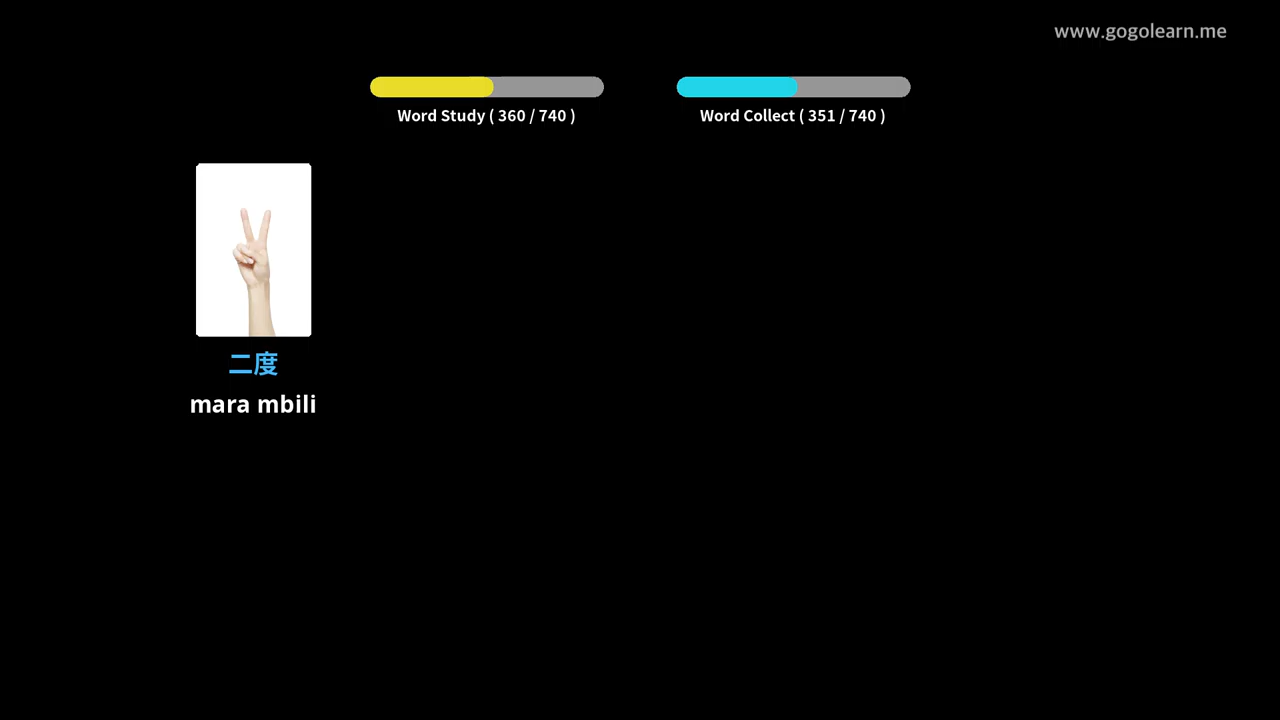 www.gogolearn.me
Word Study ( 360 / 740 )
Word Collect ( 351 / 740 )
二度
mara mbili